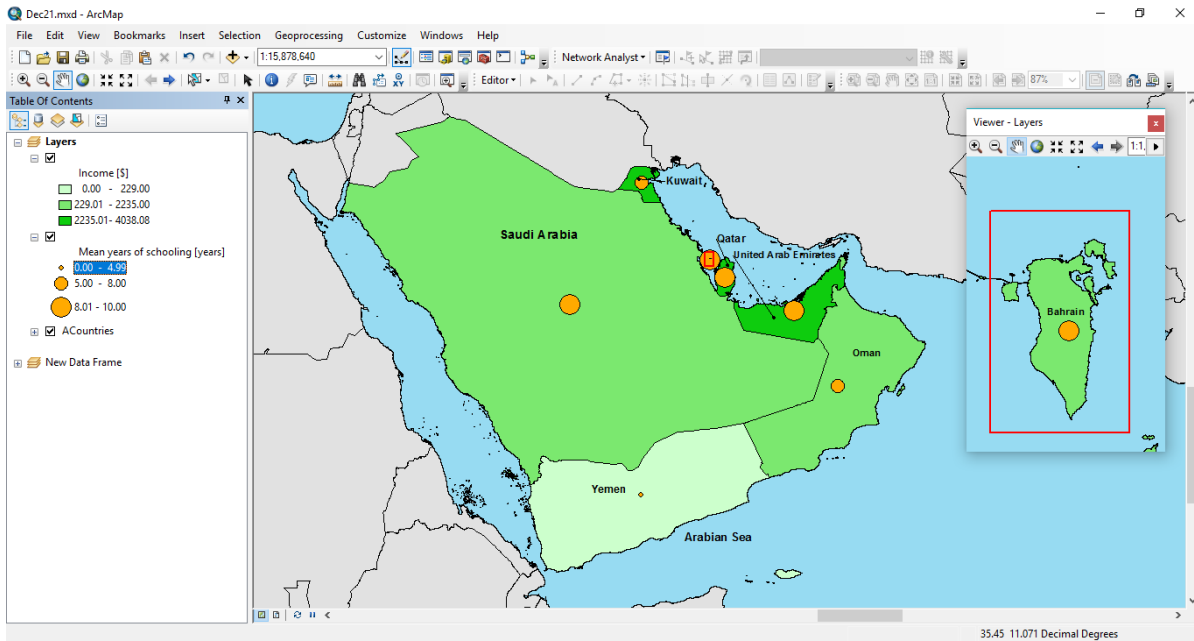 Dec21.mxd - ArcMap
File Edit View Bookmarks Insert Selection Geoprocessing Customize Windows Help
1:15,878,640
Network Analyst
Editor
87%
Table Of Contents
Layers
Income [$]
0.00 - 229.00
229.01 - 2235.00
2235.01- 4038.08
Mean years of schooling [years]
0.00 - 4.99
5.00 - 8.00
8.01 - 10.00
ACountries
New Data Frame
Kuwait
Saudi Arabia
Qatar
United Arab Emirates
Oman
Yemen
Arabian Sea
Viewer - Layers
1:1,
Bahrain
35.45 11.071 Decimal Degrees